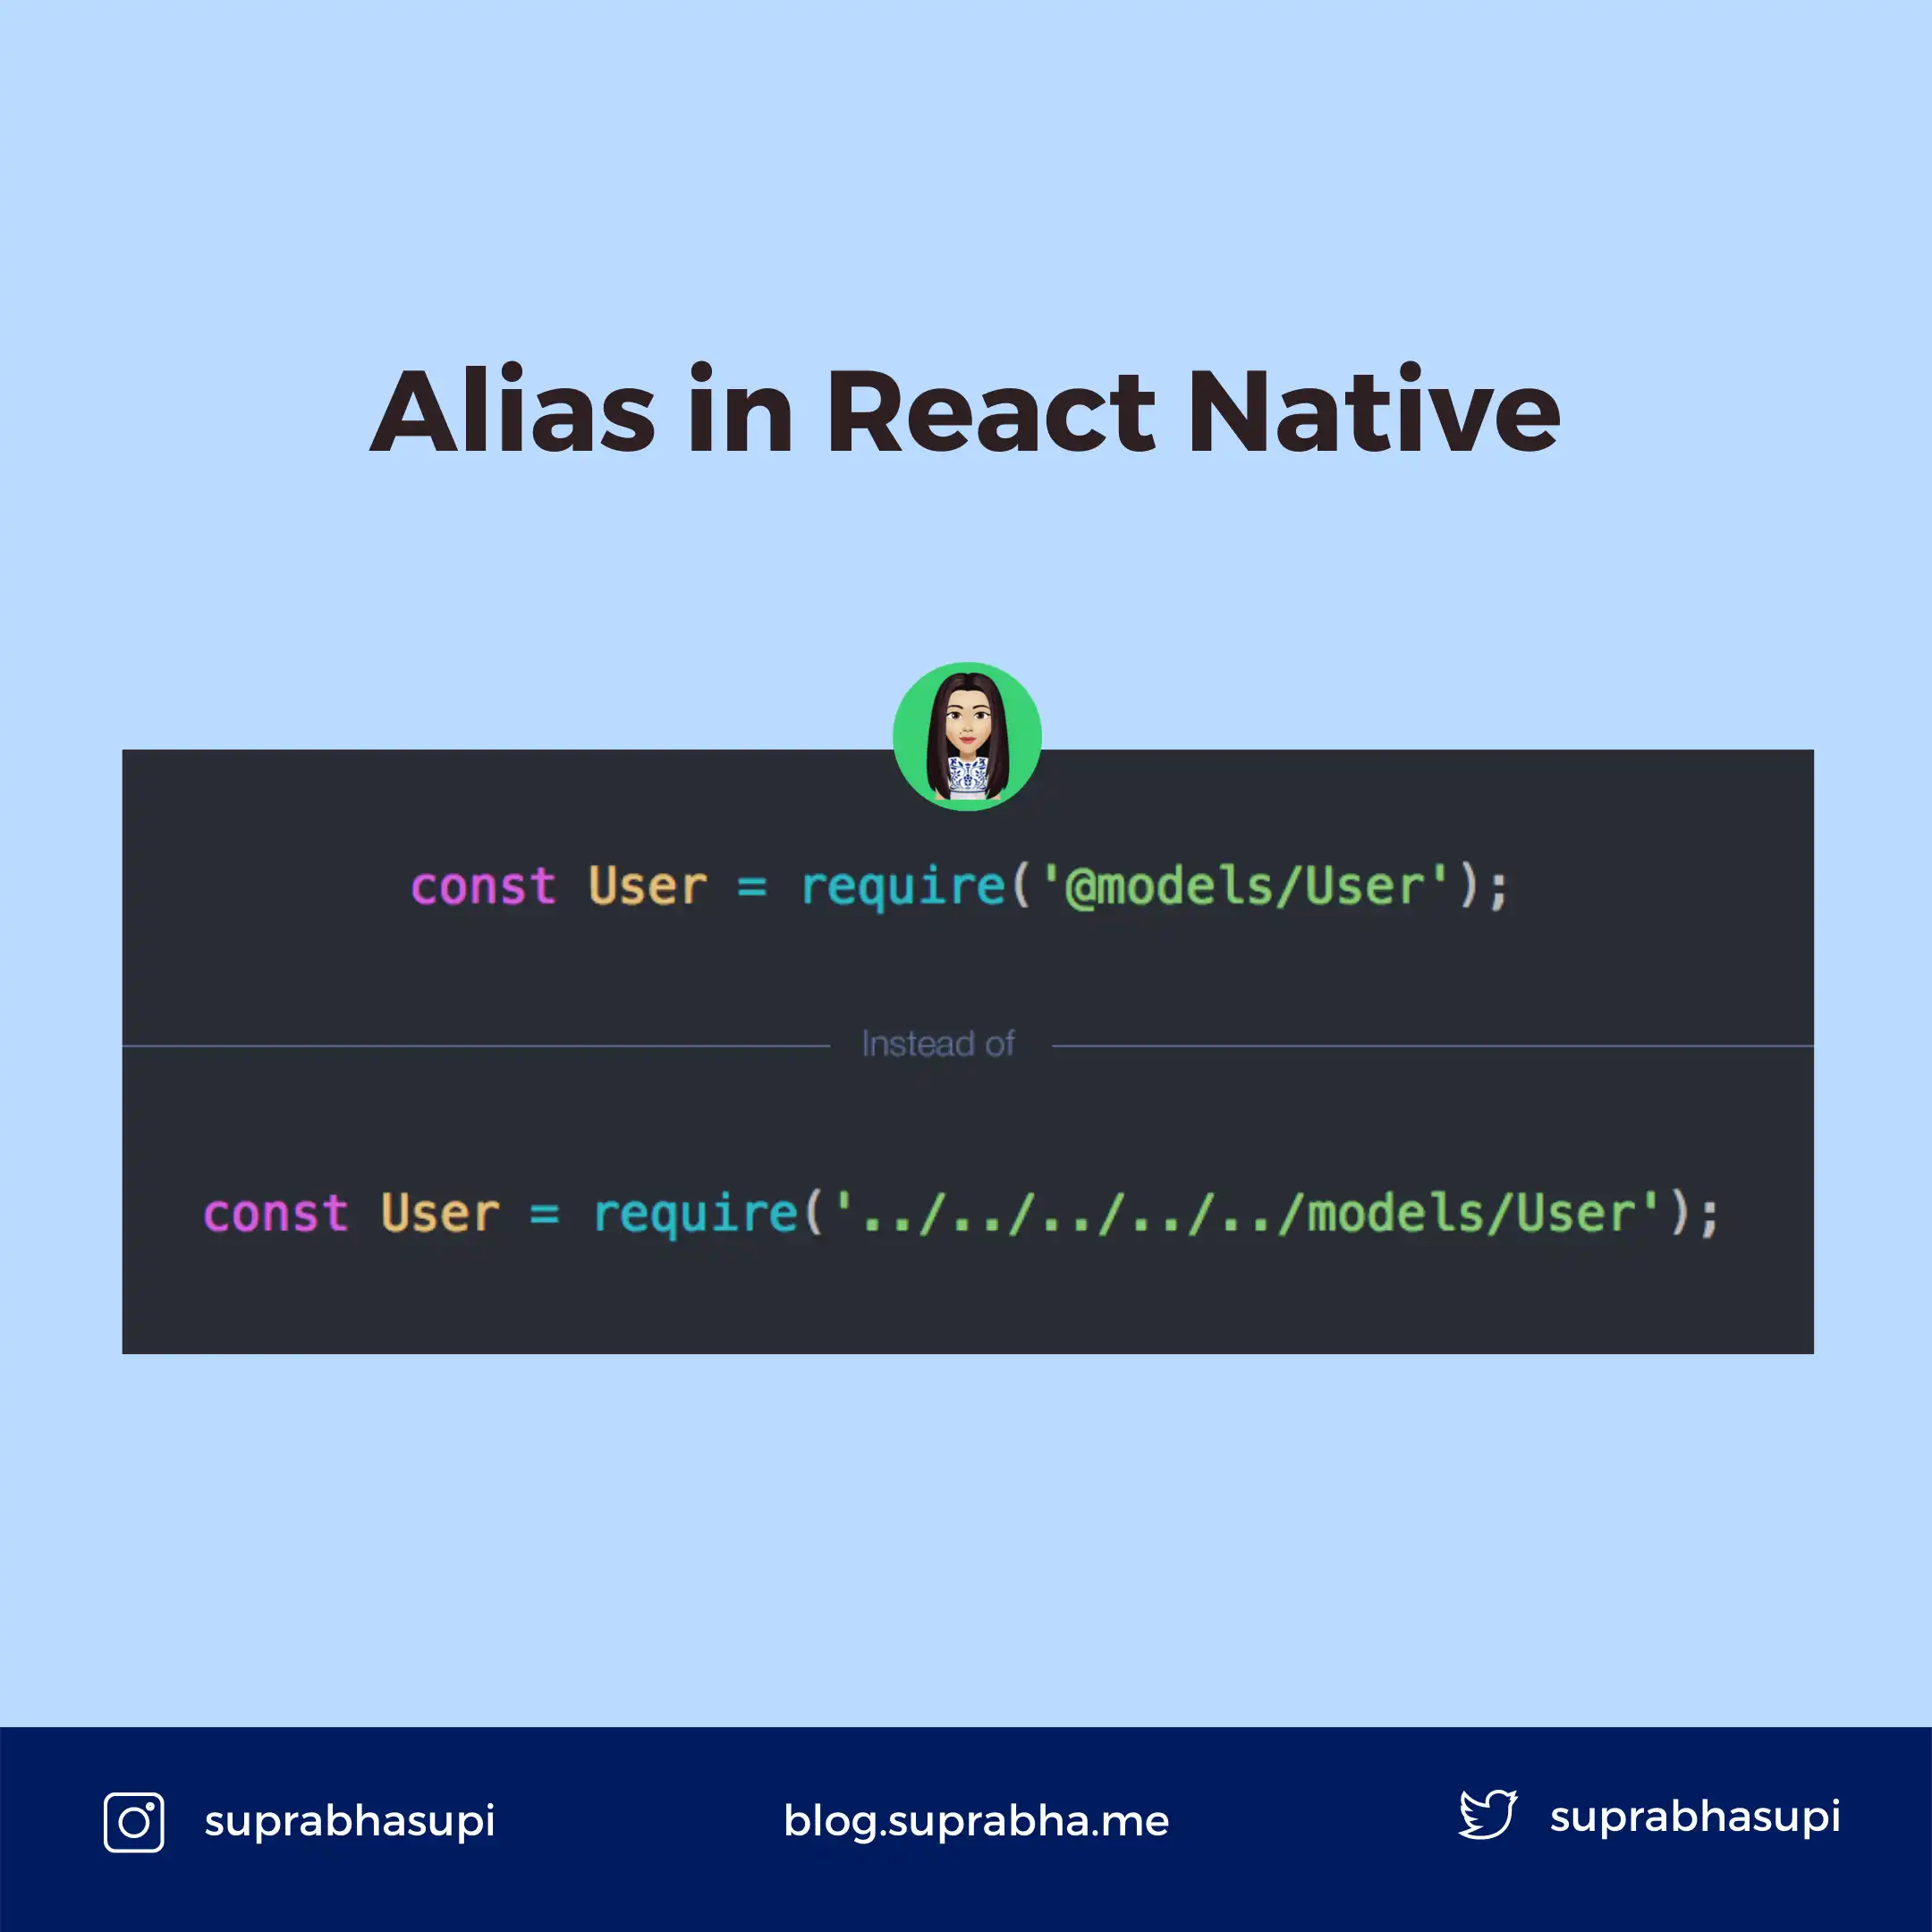 Alias in React Native
const User = require('@models/User');
Instead of
const User = require('../../../../../models/User');
suprabhasupi
blog.suprabha.me
suprabhasupi